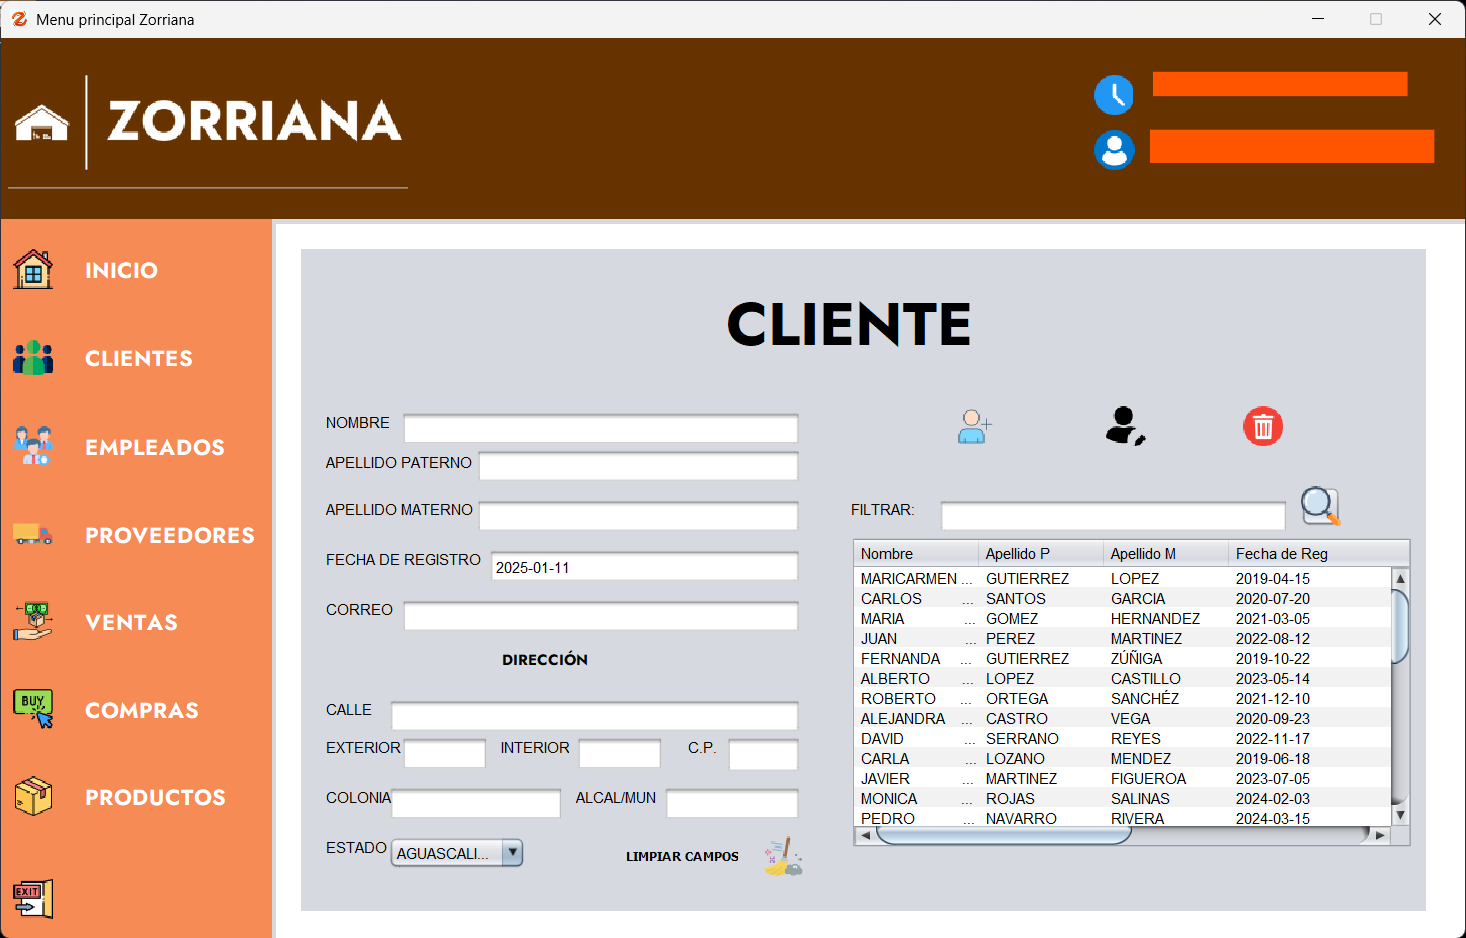 Menu principal Zorriana
ZORRIANA
INICIO
CLIENTES
EMPLEADOS
PROVEEDORES
VENTAS
BUY
COMPRAS
PRODUCTOS
EXIT
CLIENTE
NOMBRE
APELLIDO PATERNO
APELLIDO MATERNO
FECHA DE REGISTRO 2025-01-11
CORREO
DIRECCIÓN
CALLE
EXTERIOR INTERIOR C.P.
COLONIA ALCAL/MUN
ESTADO AGUASCALI... LIMPIAR CAMPOS
FILTRAR:
Nombre Apellido P Apellido M Fecha de Reg
MARICARMEN ... GUTIERREZ LOPEZ 2019-04-15
CARLOS ... SANTOS GARCIA 2020-07-20
MARIA ... GOMEZ HERNANDEZ 2021-03-05
JUAN ... PEREZ MARTINEZ 2022-08-12
FERNANDA ... GUTIERREZ ZÚÑIGA 2019-10-22
ALBERTO ... LOPEZ CASTILLO 2023-05-14
ROBERTO ... ORTEGA SANCHÉZ 2021-12-10
ALEJANDRA ... CASTRO VEGA 2020-09-23
DAVID ... SERRANO REYES 2022-11-17
CARLA ... LOZANO MENDEZ 2019-06-18
JAVIER ... MARTINEZ FIGUEROA 2023-07-05
MONICA ... ROJAS SALINAS 2024-02-03
PEDRO ... NAVARRO RIVERA 2024-03-15